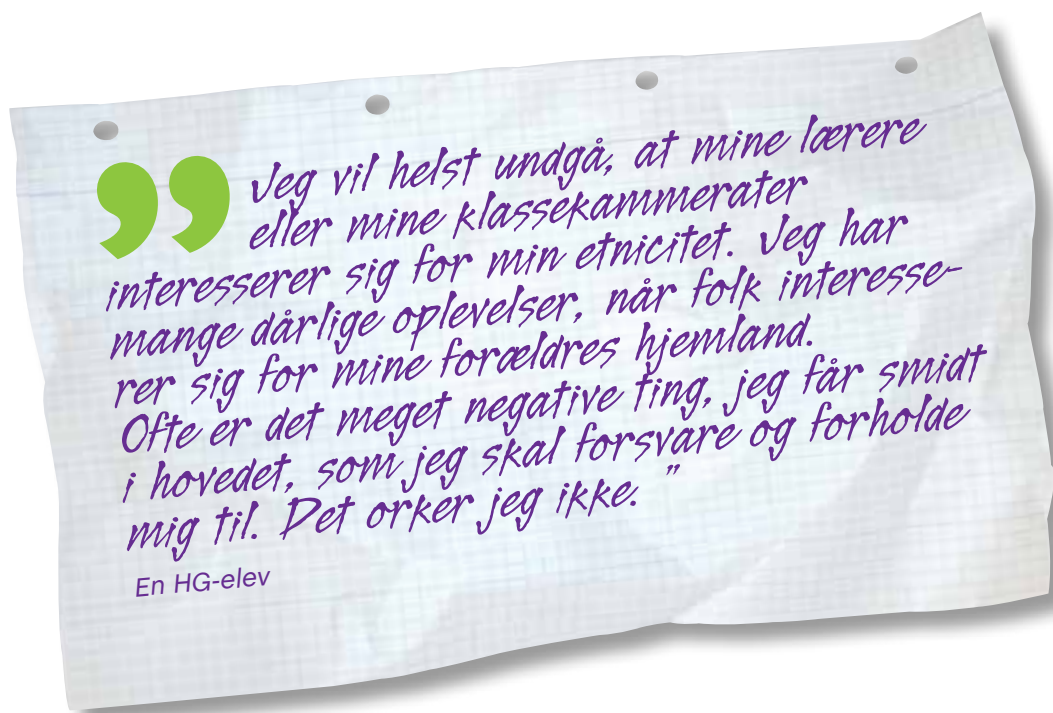 ” Jeg vil helst undgå, at mine lærere
eller mine klassekammerater
interesserer sig for min etnicitet. Jeg har
mange dårlige oplevelser, når folk interesse-
rer sig for mine forældres hjemland.
Ofte er det meget negative ting, jeg får smidt
i hovedet, som jeg skal forsvare og forholde
mig til. Det orker jeg ikke. ”
En HG-elev